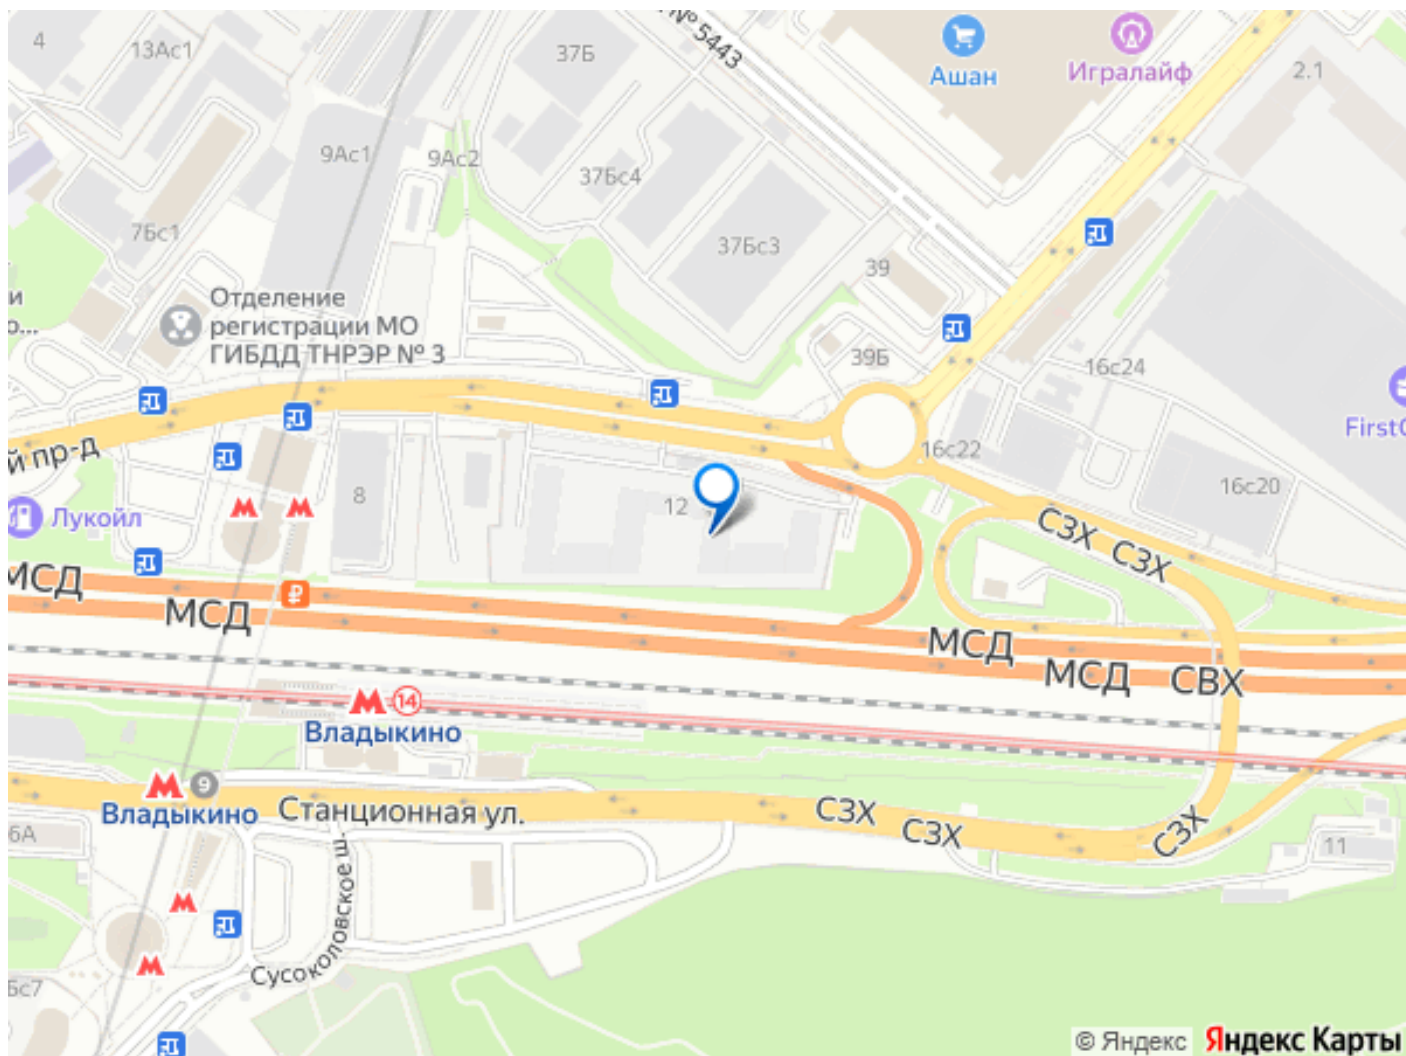 № 5443
4
13Ас1
37Б
Ашан
Игралайф
2.1
9Ас1
9Ас2
37Бс4
7Бс1
37Бс3
39
и
о...
Отделение
регистрации МО
ГИБДД ТНРЭР № 3
39Б
16с24
й пр-д
16с22
First
8
12
16с20
Лукойл
СЗХ
СЗХ
МСД
МСД
МСД
МСД
СВХ
14
Владыкино
9
Владыкино
Станционная ул.
СЗХ
СЗХ
СЗХ
6А
11
Сусоколовское ш.
5с7
© Яндекс
Яндекс Карты